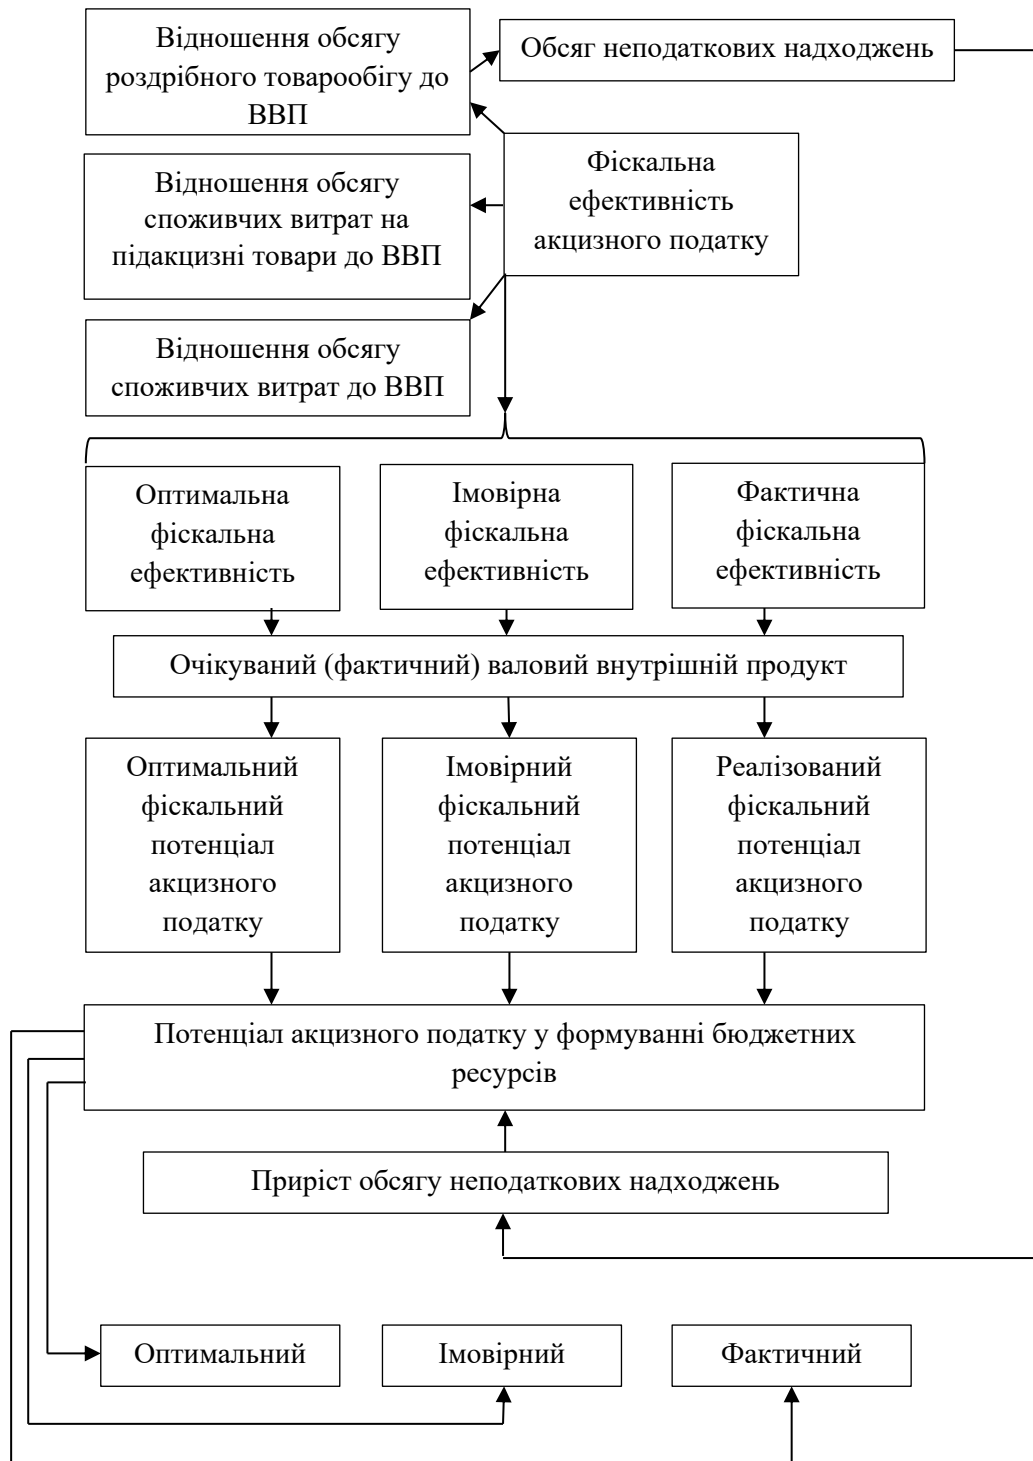 Відношення обсягу
роздрібного товарообігу до
ВВП
Обсяг неподаткових надходжень
Фіскальна
ефективність
акцизного податку
Відношення обсягу
споживчих витрат на
підакцизні товари до ВВП
Відношення обсягу
споживчих витрат до ВВП
Оптимальна
фіскальна
ефективність
Імовірна
фіскальна
ефективність
Фактична
фіскальна
ефективність
Очікуваний (фактичний) валовий внутрішній продукт
Оптимальний
фіскальний
потенціал
акцизного
податку
Імовірний
фіскальний
потенціал
акцизного
податку
Реалізований
фіскальний
потенціал
акцизного
податку
Потенціал акцизного податку у формуванні бюджетних
ресурсів
Приріст обсягу неподаткових надходжень
Оптимальний
Імовірний
Фактичний